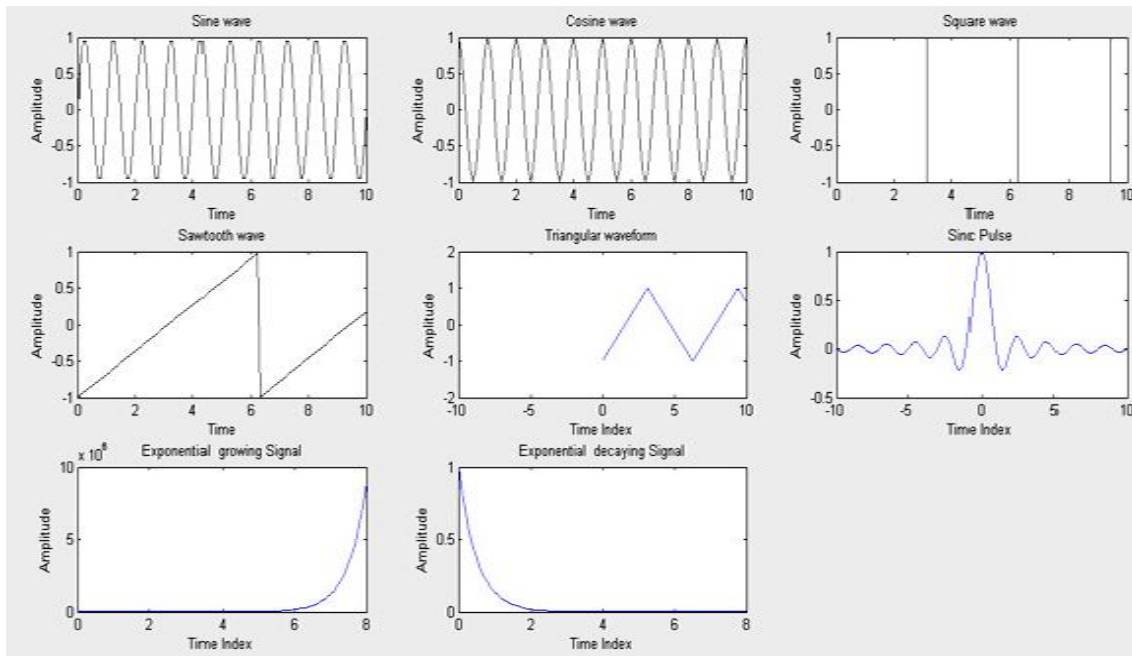 Sine wave
Cosine wave
Square wave
1
0.5
0
-0.5
-1
Amplitude
0 2 4 6 8 10
Time
1
0.5
0
-0.5
-1
Amplitude
0 2 4 6 8 10
Time
1
0.5
0
-0.5
-1
Amplitude
0 2 4 6 8 10
Time
Sawtooth wave
Triangular waveform
Sinc Pulse
1
0.5
0
-0.5
-1
Amplitude
0 2 4 6 8 10
Time
2
1
0
-1
-2
Amplitude
-10 -5 0 5 10
Time Index
1
0.5
0
0.5
Amplitude
-10 -5 0 5 10
Time Index
Exponential growing Signal
Exponential decaying Signal
x 10^6
10
5
0
Amplitude
0 2 4 6 8
Time Index
1
0.5
0
Amplitude
0 2 4 6 8
Time Index